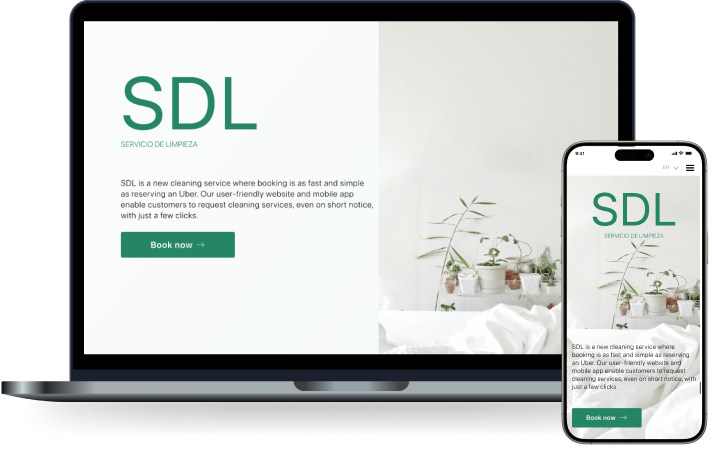 SDL
SERVICIO DE LIMPIEZA
SDL is a new cleaning service where booking is as fast and simple
as reserving an Uber. Our user-friendly website and mobile app
enable customers to request cleaning services, even on short notice,
with just a few clicks.
Book now →
9:41
EN
SDL
SERVICIO DE LIMPIEZA
SDL is a new cleaning service where
booking is as fast and simple as reserving
an Uber. Our user-friendly website and
mobile app enable customers to request
cleaning services, even on short notice, with
just a few clicks.
Book now →